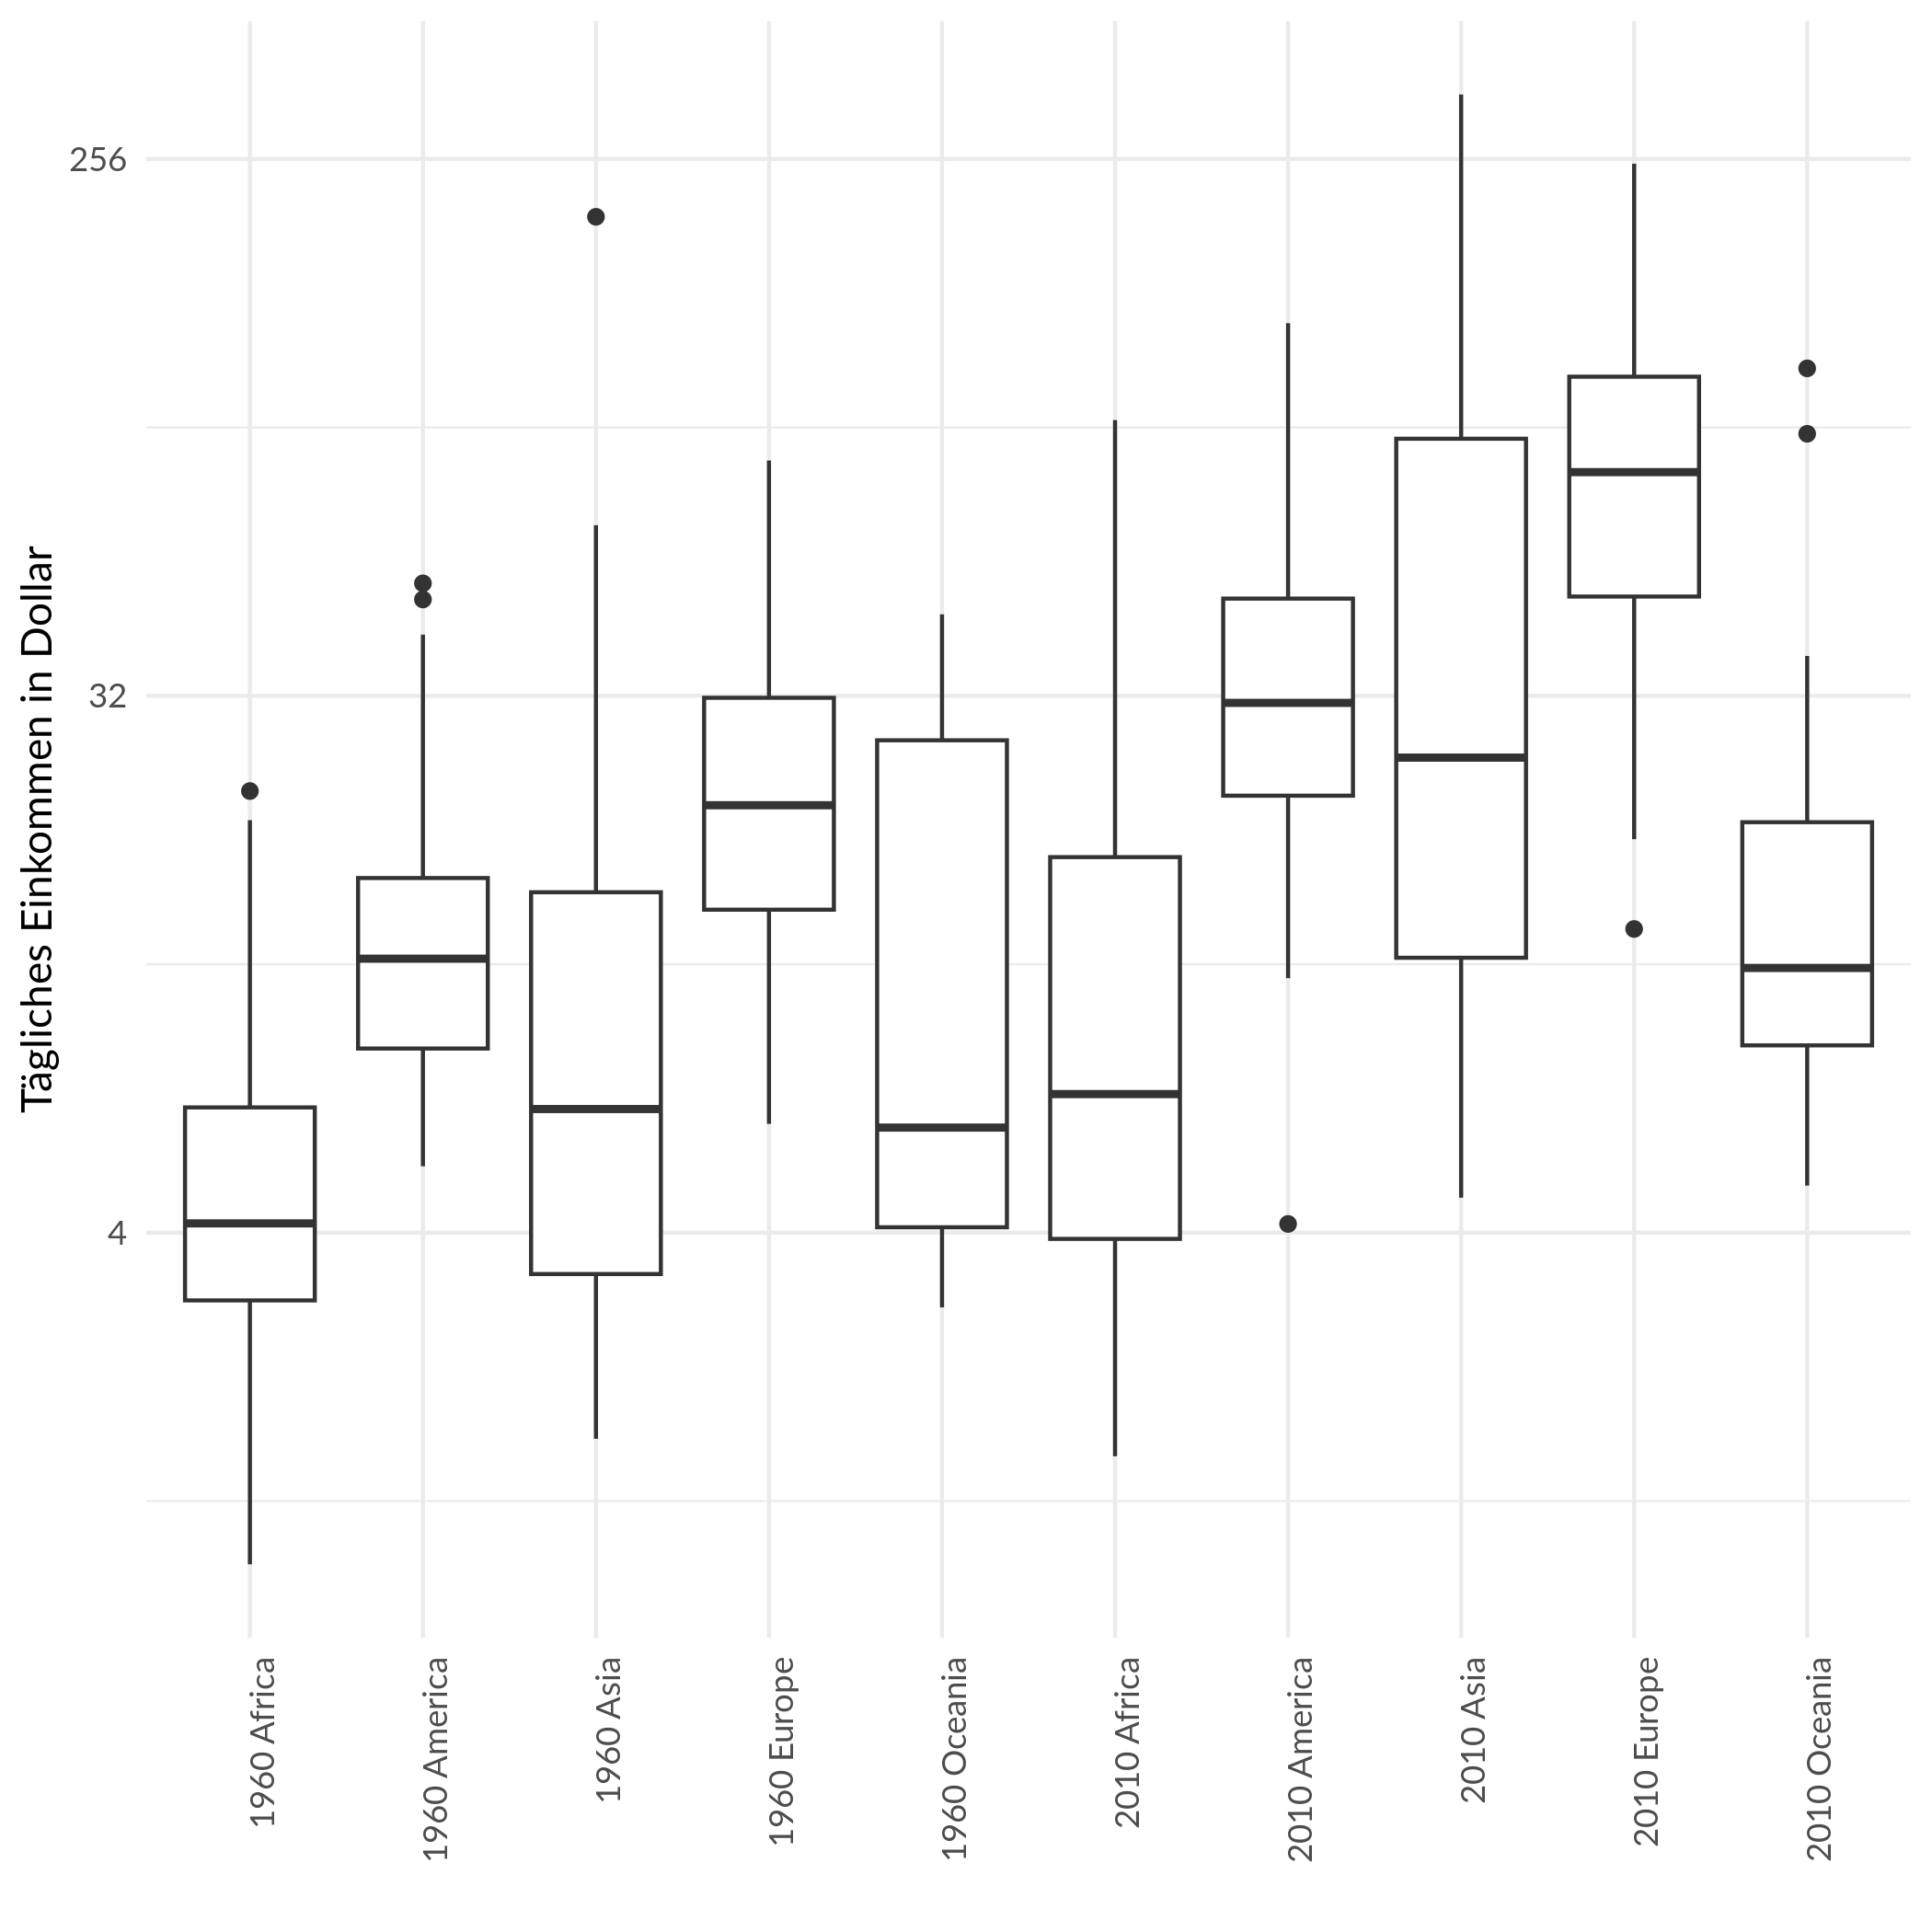 Tägliches Einkommen in Dollar
256
32
4
1960 Africa
1960 America
1960 Asia
1960 Europe
1960 Oceania
2010 Africa
2010 America
2010 Asia
2010 Europe
2010 Oceania